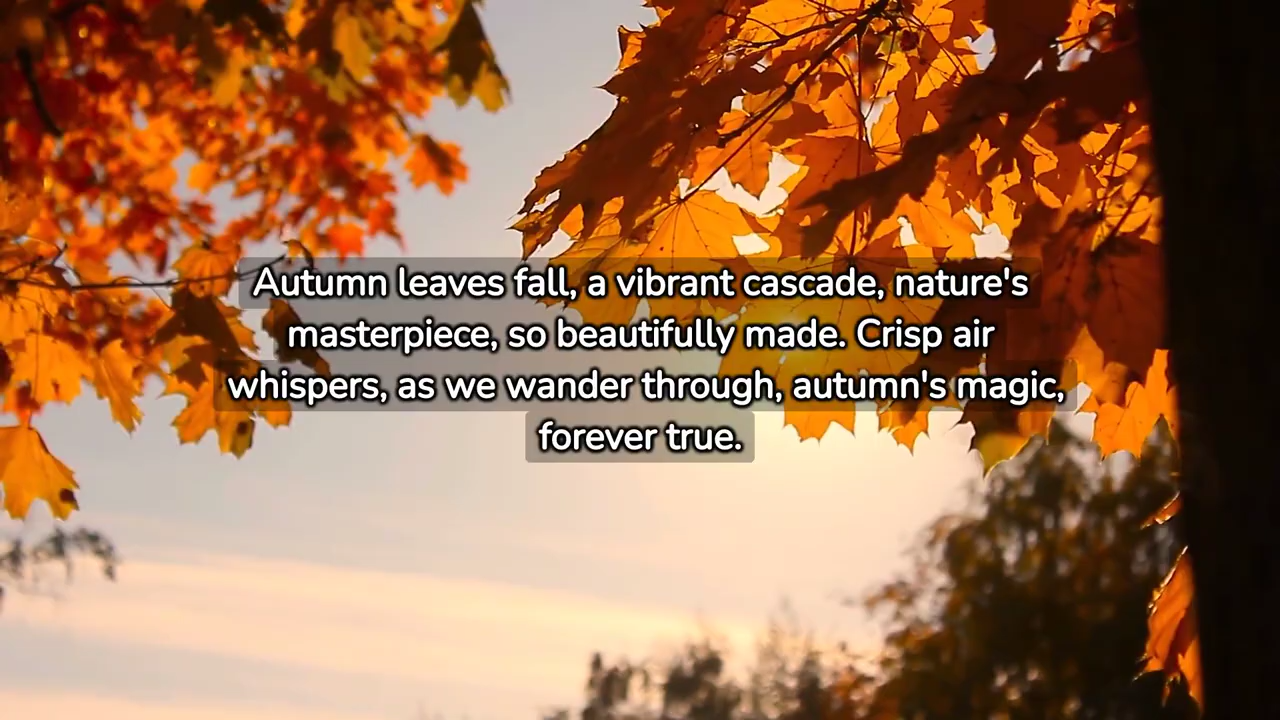 Autumn leaves fall, a vibrant cascade, nature's
masterpiece, so beautifully made. Crisp air
whispers, as we wander through, autumn's magic,
forever true.